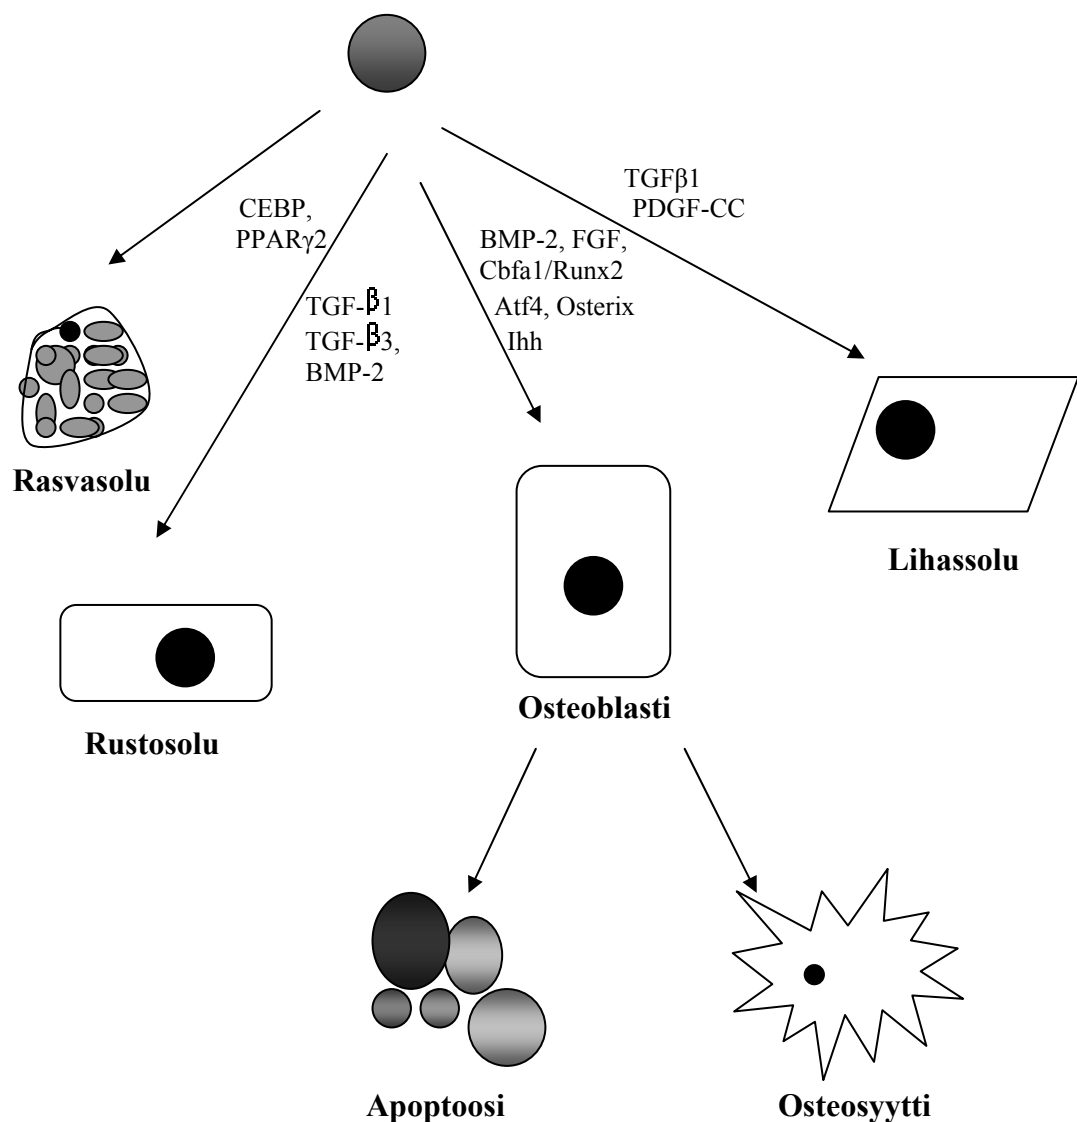 TGFβ1
PDGF-CC
CEBP,
PPARγ2
BMP-2, FGF,
Cbfa1/Runx2
Atf4, Osterix
Ihh
TGF-β1
TGF-β3,
BMP-2
Rasvasolu
Lihassolu
Osteoblasti
Rustosolu
Apoptoosi
Osteosyytti